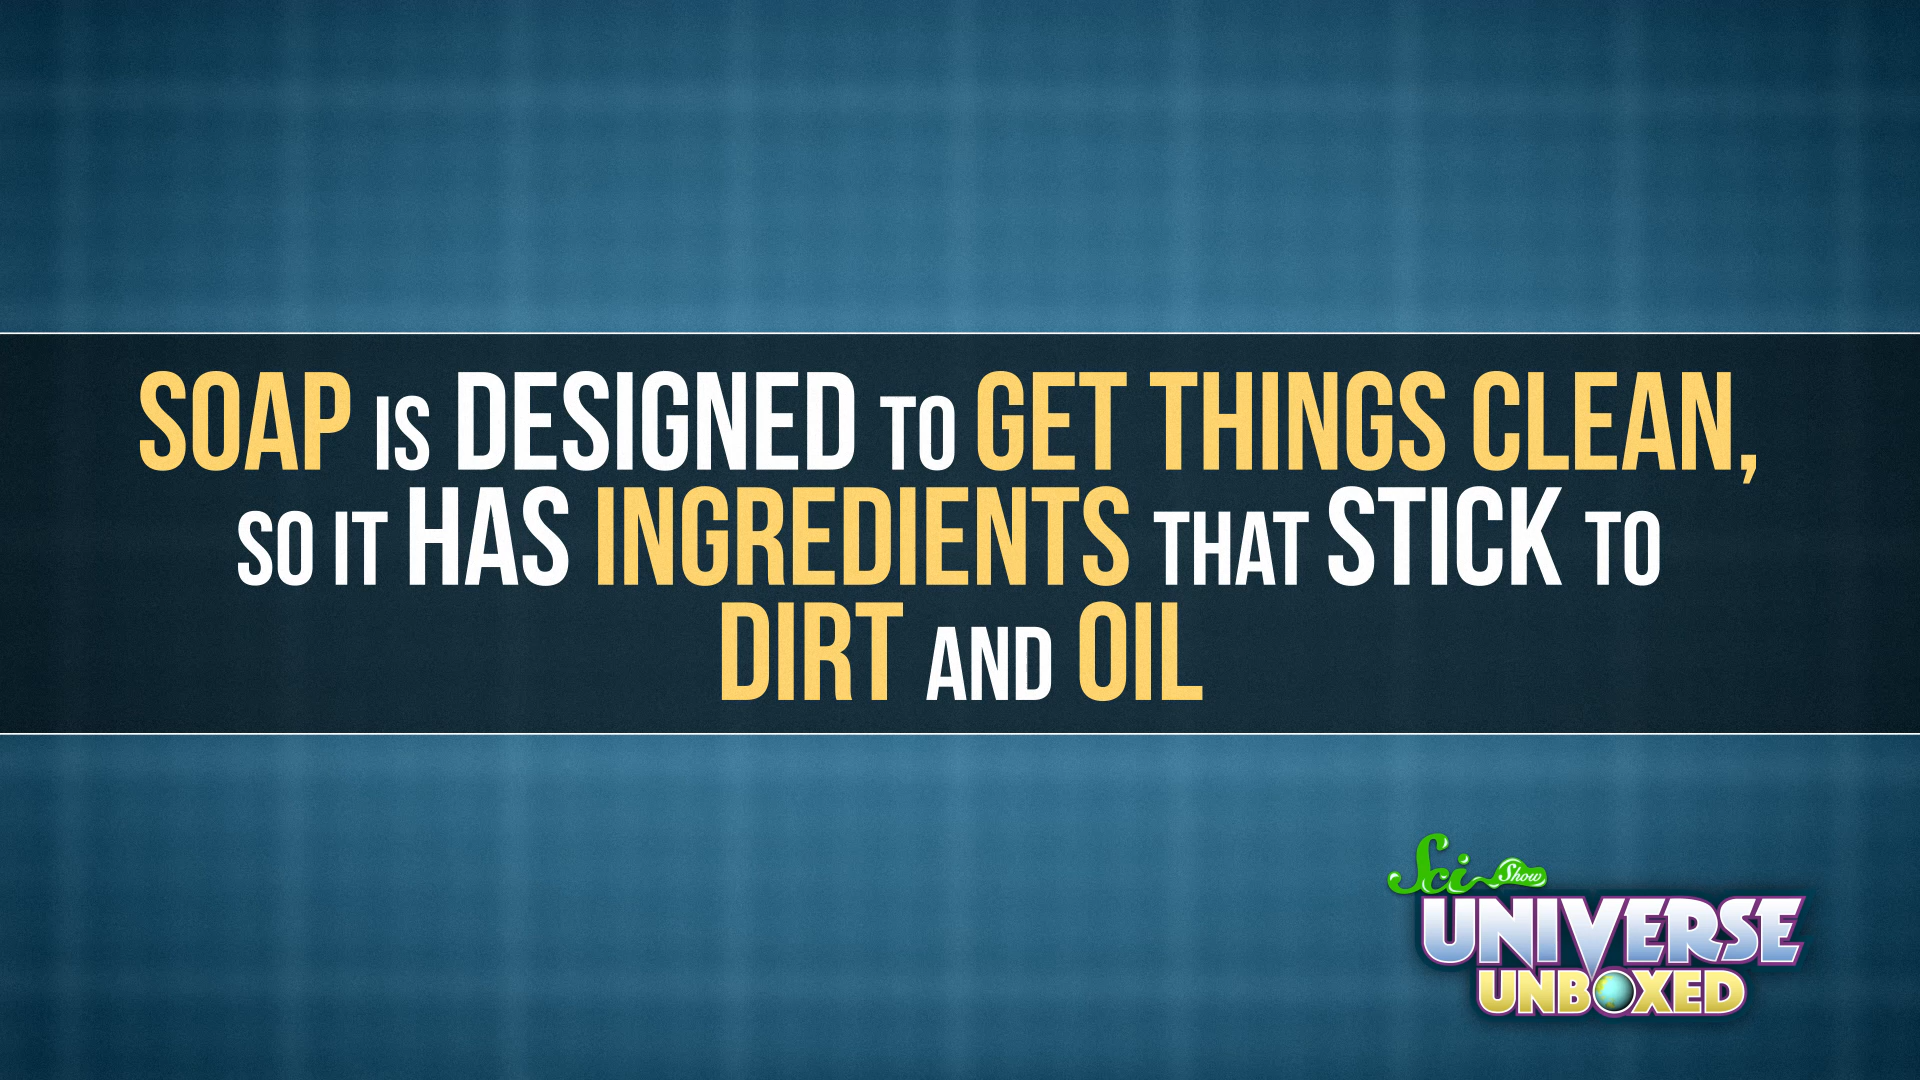 SOAP IS DESIGNED TO GET THINGS CLEAN,
SO IT HAS INGREDIENTS THAT STICK TO
DIRT AND OIL
Sci Show
UNIVERSE
UNBOXED